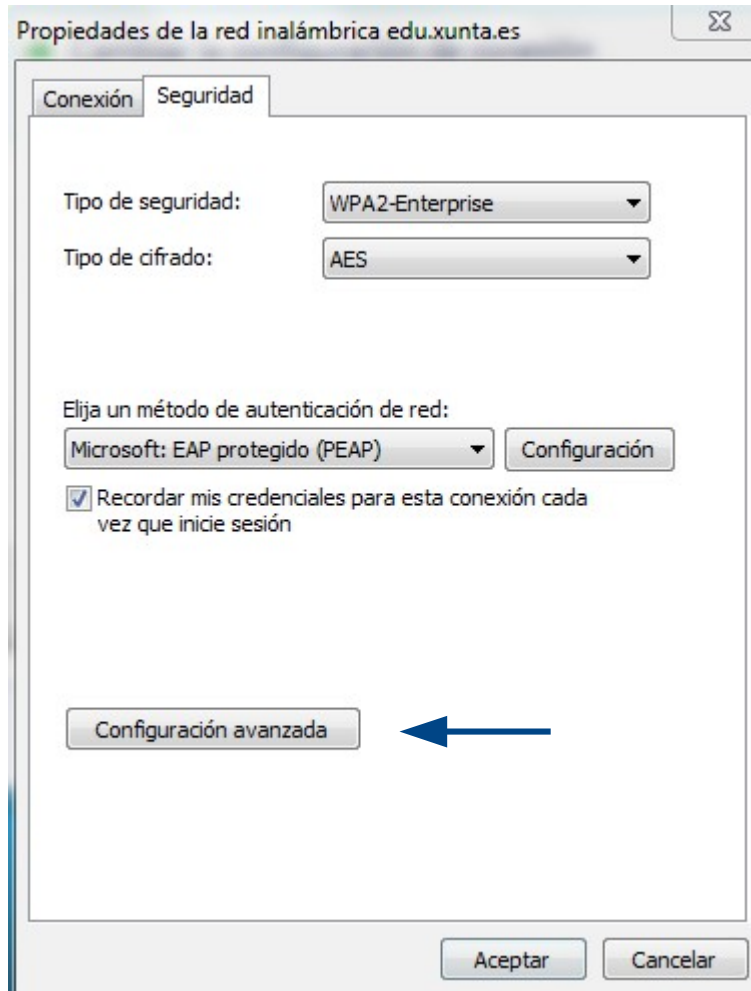 Propiedades de la red inalámbrica edu.xunta.es
Conexión
Seguridad
Tipo de seguridad:
WPA2-Enterprise
Tipo de cifrado:
AES
Elija un método de autenticación de red:
Microsoft: EAP protegido (PEAP)
Configuración
Recordar mis credenciales para esta conexión cada
vez que inicie sesión
Configuración avanzada
Aceptar
Cancelar